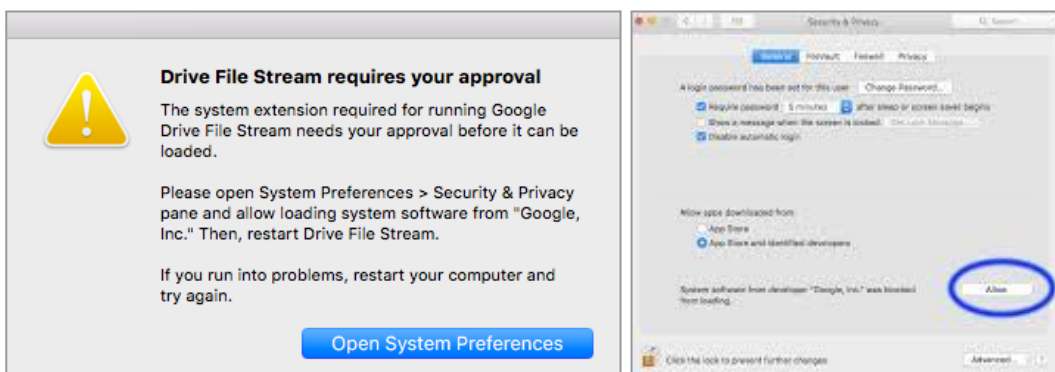 Drive File Stream requires your approval
The system extension required for running Google
Drive File Stream needs your approval before it can be
loaded.
Please open System Preferences > Security & Privacy
pane and allow loading system software from "Google,
Inc." Then, restart Drive File Stream.
If you run into problems, restart your computer and
try again.
Open System Preferences
Security & Privacy
General FileVault Firewall Privacy
A login password has been set for this user Change Password...
Require password 5 minutes after sleep or screen saver begins
Show a message when the screen is locked
Disable automatic login
Allow apps downloaded from:
App Store
App Store and identified developers
System software from developer "Google, Inc." was blocked
from loading.
Allow
Click the lock to prevent further changes.
Advanced...
?